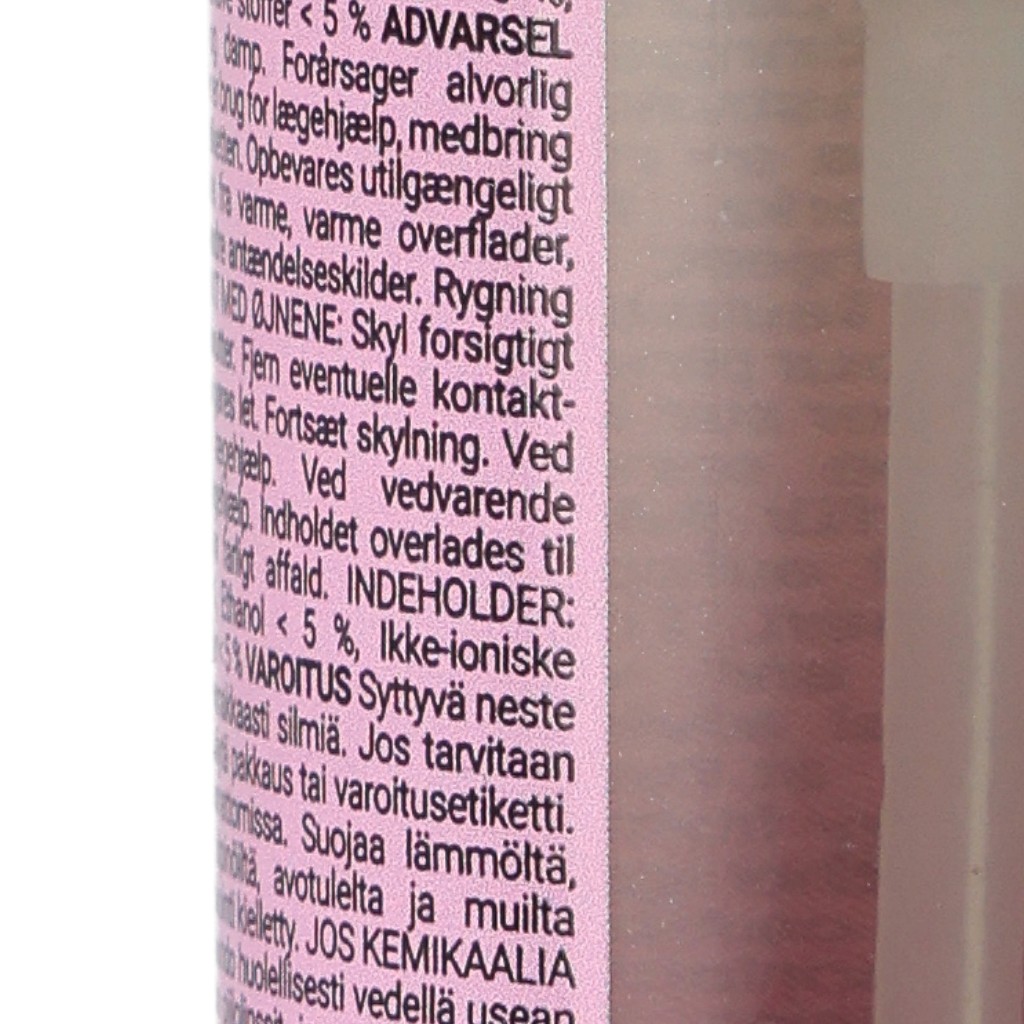 stoffer < 5 % ADVARSEL
damp. Forårsager alvorlig
brug for lægehjælp, medbring
Opbevares utilgængeligt
fra varme, varme overflader,
antændelseskilder. Rygning
MED ØJNENE: Skyl forsigtigt
Fjern eventuelle kontakt-
let. Fortsæt skylning. Ved
Ved vedvarende
Indholdet overlades til
farligt affald. INDEHOLDER:
Ethanol < 5 %, Ikke-ioniske
<5% VAROITUS Syttyvä neste
silmiä. Jos tarvitaan
pakkaus tai varoitusetiketti.
Suojaa lämmöltä,
avotulelta ja muilta
kielletty. JOS KEMIKAALIA
huolellisesti vedellä usean